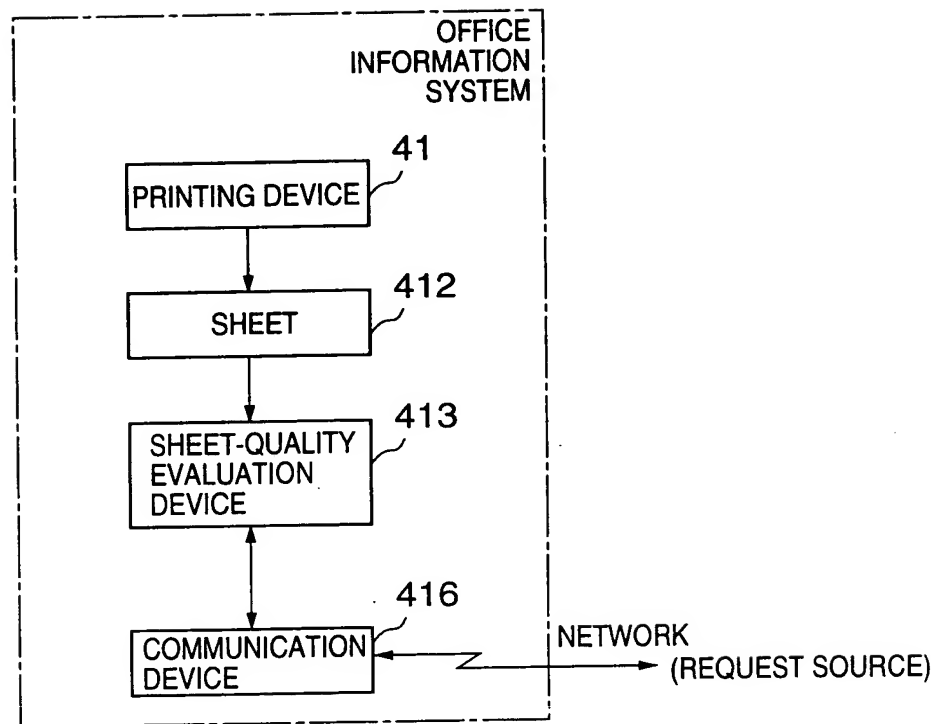 OFFICE
INFORMATION
SYSTEM
41
PRINTING DEVICE
412
SHEET
413
SHEET-QUALITY
EVALUATION
DEVICE
416
COMMUNICATION
DEVICE
NETWORK
(REQUEST SOURCE)